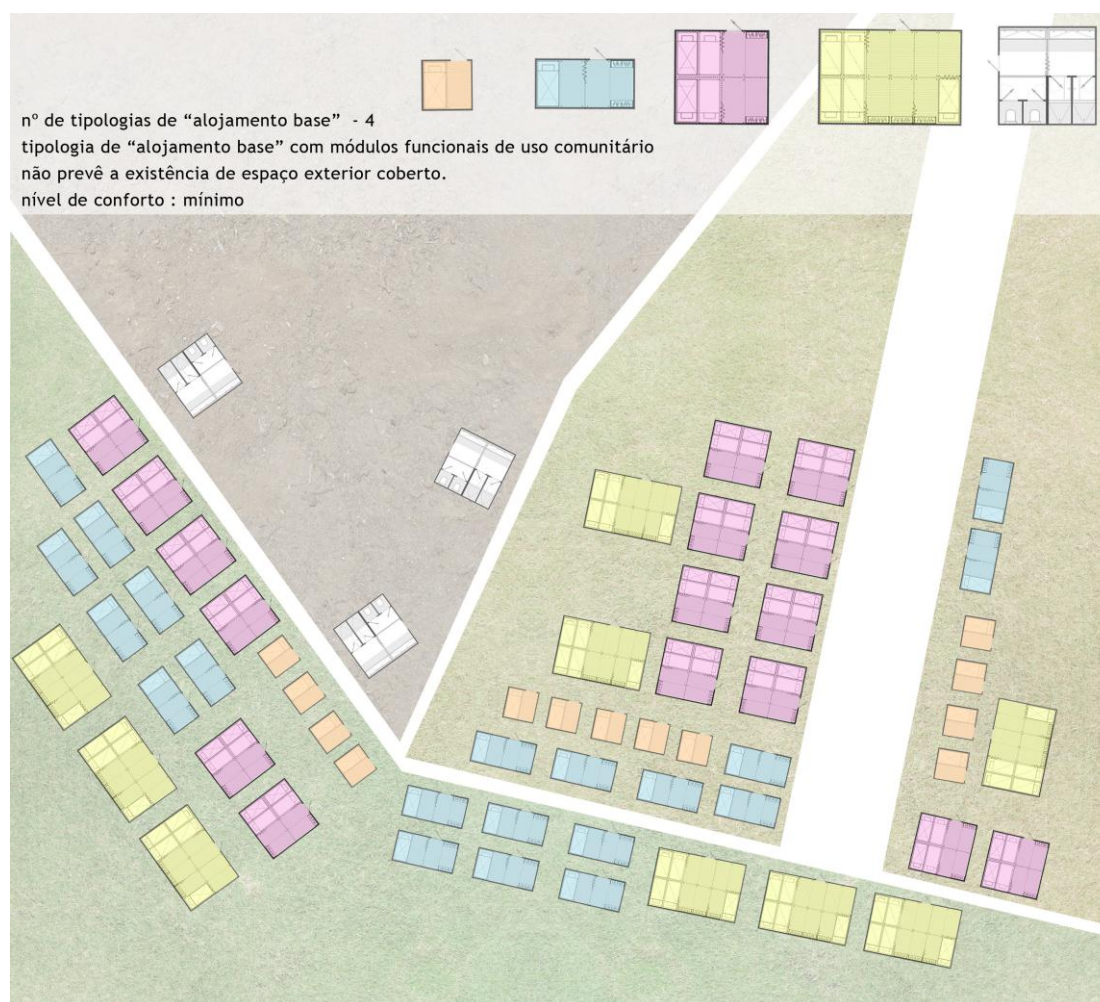 nº de tipologias de “alojamento base” - 4
tipologia de “alojamento base” com módulos funcionais de uso comunitário
não prevê a existência de espaço exterior coberto.
nível de conforto : mínimo